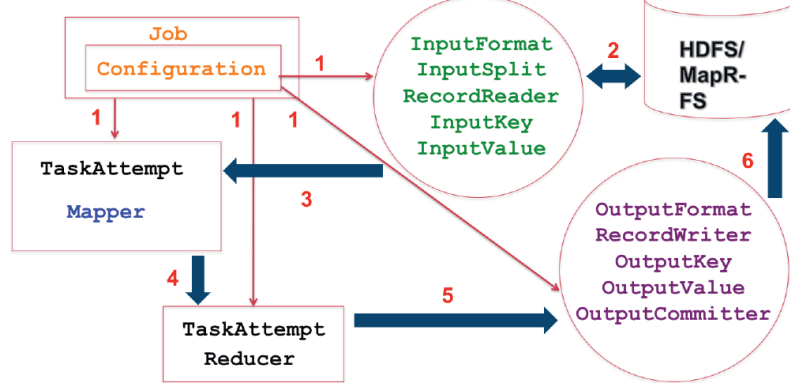 Job
Configuration
1
InputFormat
InputSplit
RecordReader
InputKey
InputValue
2
HDFS/
MapR-
FS
1
1
1
TaskAttempt
Mapper
3
6
OutputFormat
RecordWriter
OutputKey
OutputValue
OutputCommitter
4
5
TaskAttempt
Reducer